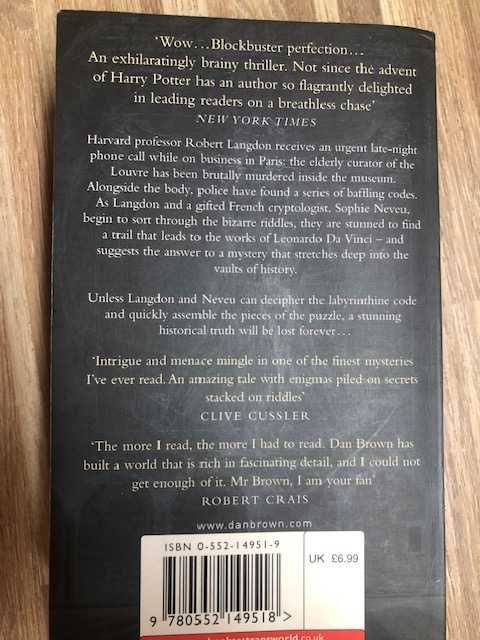 ‘Wow...Blockbuster perfection...
An exhilaratingly brainy thriller. Not since the advent
of Harry Potter has an author so flagrantly delighted
in leading readers on a breathless chase’
NEW YORK TIMES
Harvard professor Robert Langdon receives an urgent late-night
phone call while on business in Paris: the elderly curator of the
Louvre has been brutally murdered inside the museum.
Alongside the body, police have found a series of baffling codes.
As Langdon and a gifted French cryptologist, Sophie Neveu,
begin to sort through the bizarre riddles, they are stunned to find
a trail that leads to the works of Leonardo Da Vinci – and
suggests the answer to a mystery that stretches deep into the
vaults of history.
Unless Langdon and Neveu can decipher the labyrinthine code
and quickly assemble the pieces of the puzzle, a stunning
historical truth will be lost forever...
‘Intrigue and menace mingle in one of the finest mysteries
I've ever read. An amazing tale with enigmas piled on secrets
stacked on riddles’
CLIVE CUSSLER
‘The more I read, the more I had to read. Dan Brown has
built a world that is rich in fascinating detail, and I could not
get enough of it. Mr Brown, I am your fan’
ROBERT CRAIS
www.danbrown.com
ISBN 0-552-14951-9
UK £6.99
9 780552 149518 >